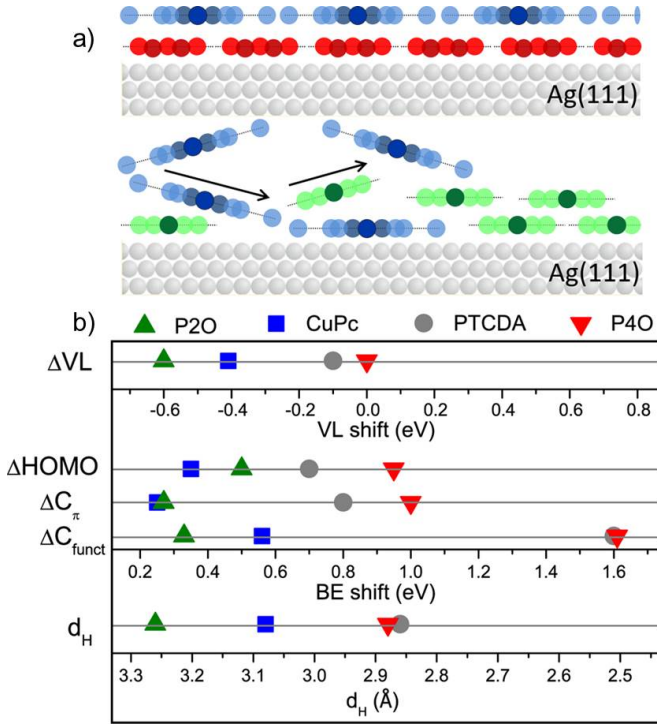 a)
Ag(111)
Ag(111)
b)
P2O CuPc PTCDA P4O
ΔVL
-0.6 -0.4 -0.2 0.0 0.2 0.4 0.6 0.8
VL shift (eV)
ΔHOMO
ΔCπ
ΔCfunct
0.2 0.4 0.6 0.8 1.0 1.2 1.4 1.6
BE shift (eV)
dH
3.3 3.2 3.1 3.0 2.9 2.8 2.7 2.6 2.5
dH (Å)